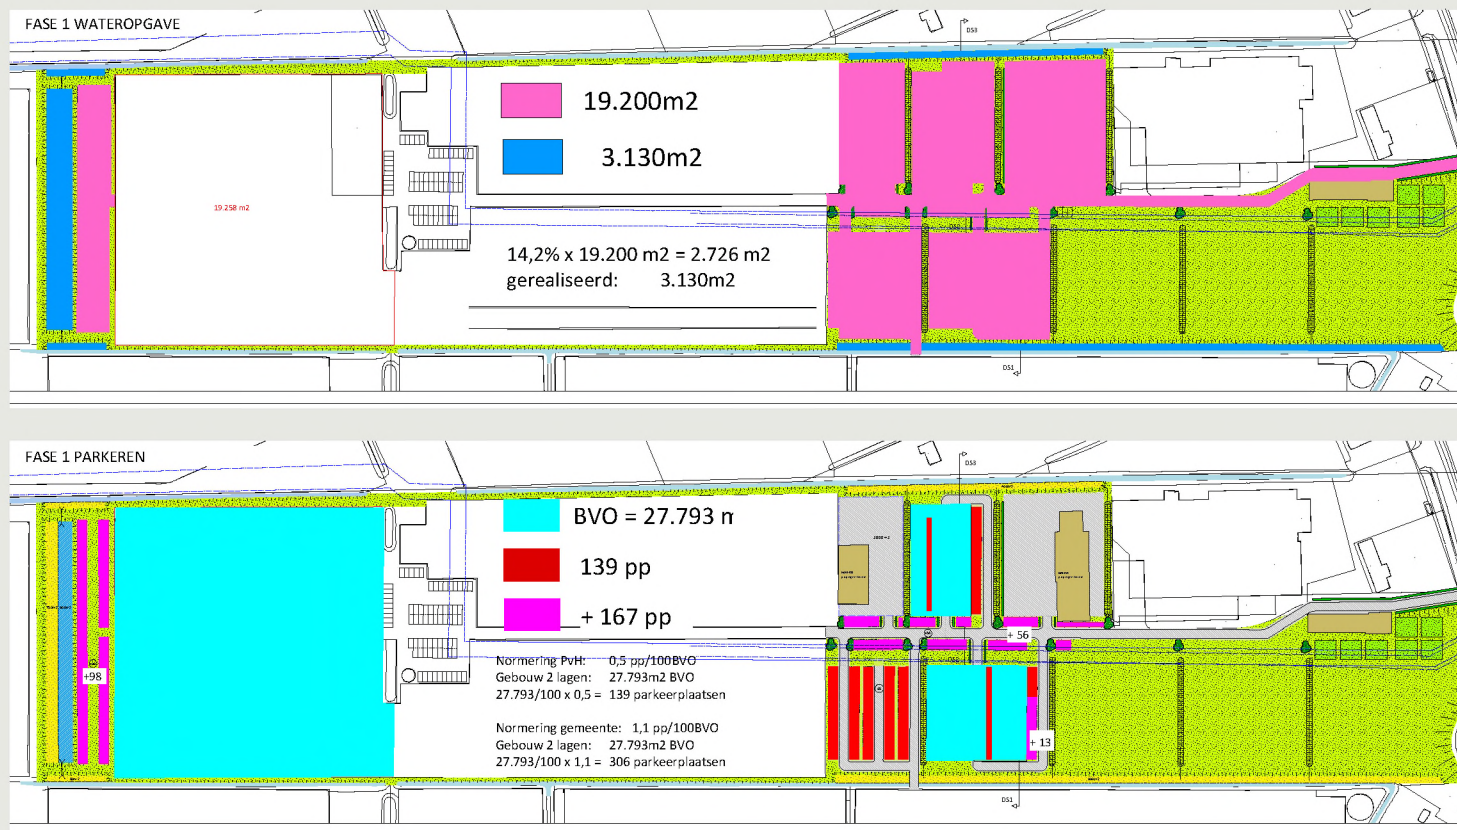 FASE 1 WATEROPGAVE
DS3
19.200m2
3.130m2
19.258 m2
14,2% x 19.200 m2 = 2.726 m2
gerealiseerd: 3.130m2
DS1
FASE 1 PARKEREN
DS3
BVO = 27.793 m
139 pp
+ 167 pp
+ 56
+98
Normering PvH: 0,5 pp/100BVO
Gebouw 2 lagen: 27.793m2 BVO
27.793/100 x 0,5 = 139 parkeerplaatsen
Normering gemeente: 1,1 pp/100BVO
Gebouw 2 lagen: 27.793m2 BVO
27.793/100 x 1,1 = 306 parkeerplaatsen
+ 13
DS1